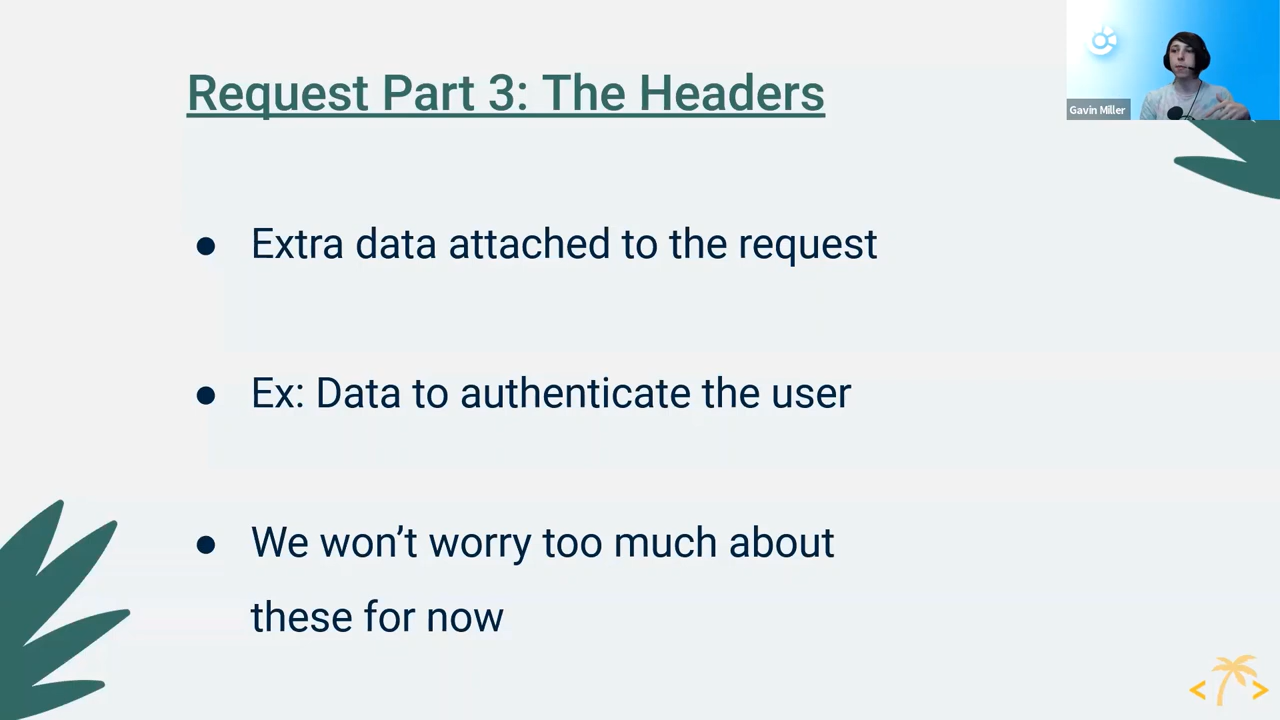 Request Part 3: The Headers
Gavin Miller
● Extra data attached to the request
● Ex: Data to authenticate the user
● We won’t worry too much about
these for now
< >